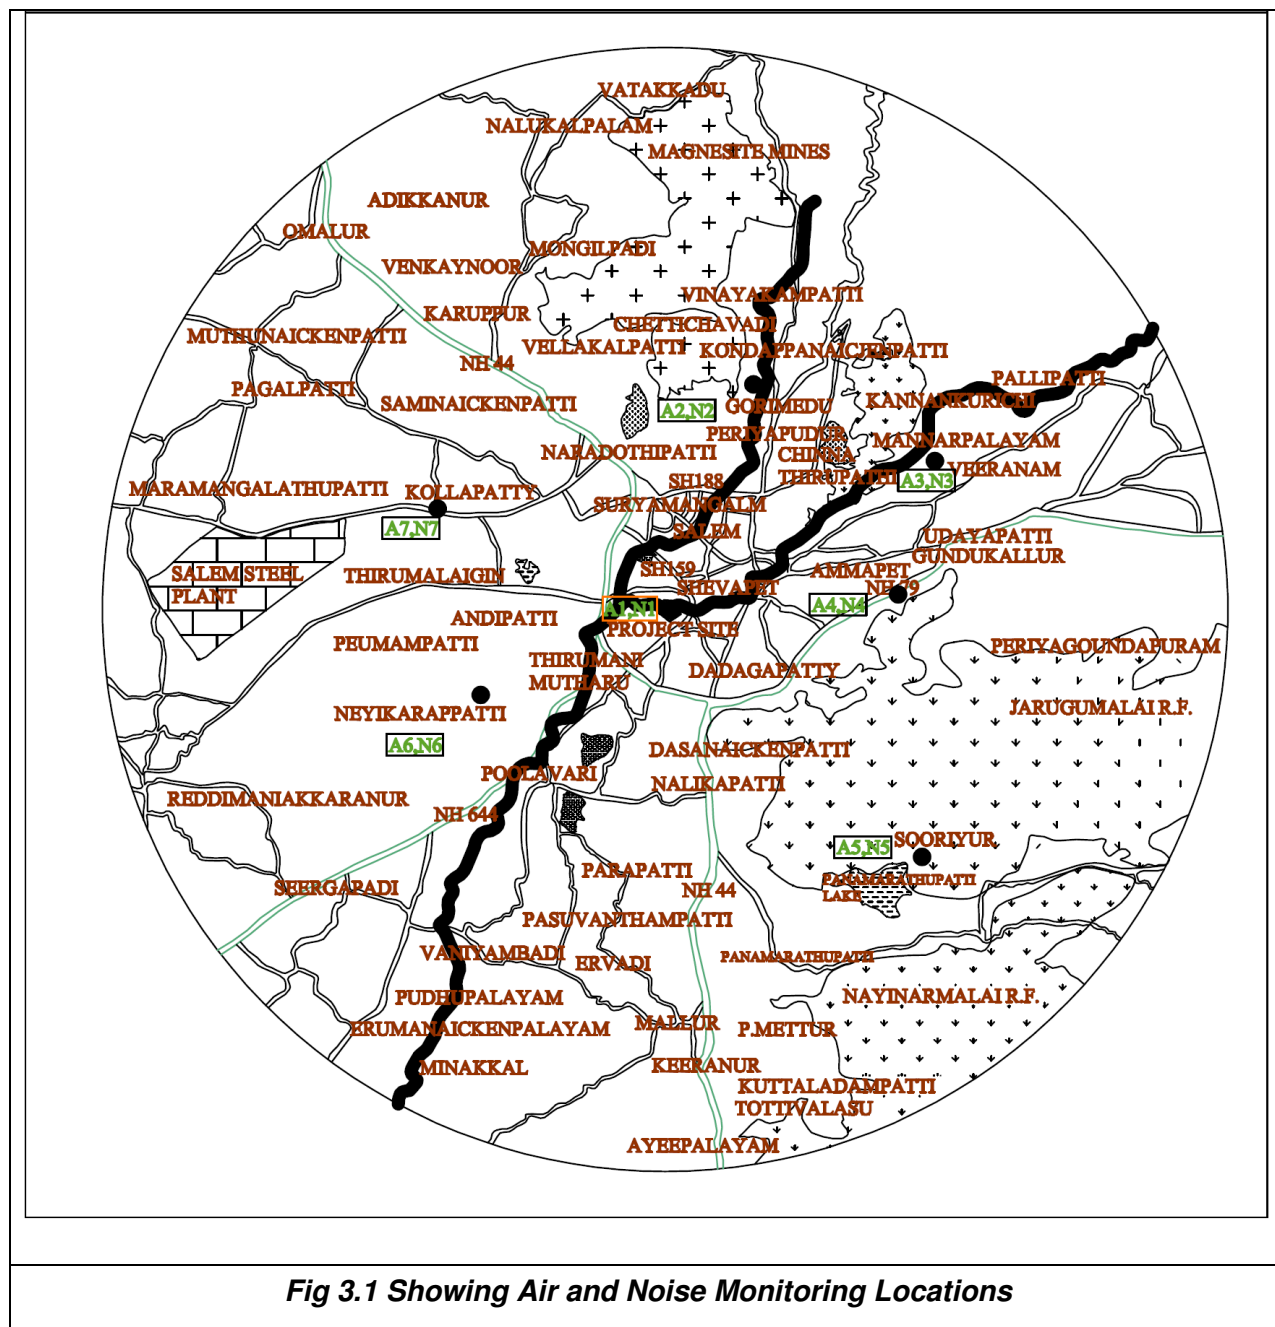 VATAKKADU
NALUKALPALAM
MAGNESITE MINES
ADIKKANUR
OMALUR
MONGILPADI
VENKAYNOOR
VINAYAKAMPATTI
KARUPPUR
CHETTICHAVADI
MUTHUNAICKENPATTI
VELLAKALPATTI
KONDAPPANAICJENPATTI
NH 44
PALLIPATTI
PAGALPATTI
SAMINAICKENPATTI
A2,N2
GORIMEDU
KANNANKURICHI
PERIYAPUDUR
MANNARPALAYAM
NARADOTHIPATTI
CHINNA
THIRUPATHI
VEERANAM
A3,N3
SH188
MARAMANGALATHUPATTI
KOLLAPATTY
SURYAMANGALM
A7,N7
SALEM
UDAYAPATTI
GUNDUKALLUR
SALEM STEEL
PLANT
THIRUMALAIGIN
SH159
AMMAPET
SHEVAPET
NH 79
A1,N1
A4,N4
ANDIPATTI
PROJECT SITE
PEUMAMPATTI
PERIYAGOUNDAPURAM
THIRUMANI
MUTHARU
DADAGAPATTY
NEYIKARAPPATTI
JARUGUMALAI R.F.
A6,N6
DASANAICKENPATTI
POOLAVARI
NALIKAPATTI
REDDIMANIAKKARANUR
NH 644
A5,N5
SOORIYUR
PARAPATTI
PANAMARATHUPATTI
LAKE
SEERGAPADI
NH 44
PASUVANTHAMPATTI
VANIYAMBADI
ERVADI
PANAMARATHUPATTI
PUDHUPALAYAM
NAYINARMALAI R.F.
ERUMANAICKENPALAYAM
MALLUR
P.METTUR
MINAKKAL
KEERANUR
KUTTALADAMPATTI
TOTTIVALASU
AYEEPALAYAM
Fig 3.1 Showing Air and Noise Monitoring Locations